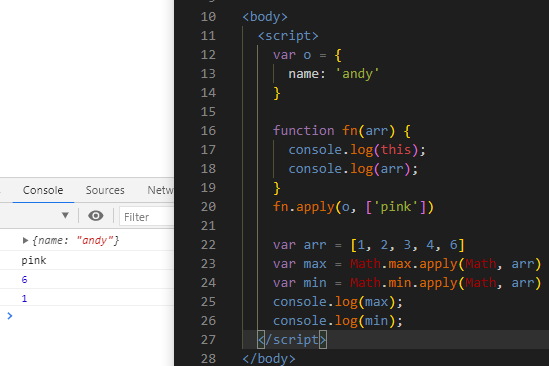 Console Sources Netw
Filter
▶ {name: "andy"}
pink
6
1
>
10 <body>
11 <script>
12 var o = {
13 name: 'andy'
14 }
15
16 function fn(arr) {
17 console.log(this);
18 console.log(arr);
19 }
20 fn.apply(o, ['pink'])
21
22 var arr = [1, 2, 3, 4, 6]
23 var max = Math.max.apply(Math, arr)
24 var min = Math.min.apply(Math, arr)
25 console.log(max);
26 console.log(min);
27 </script>
28 </body>